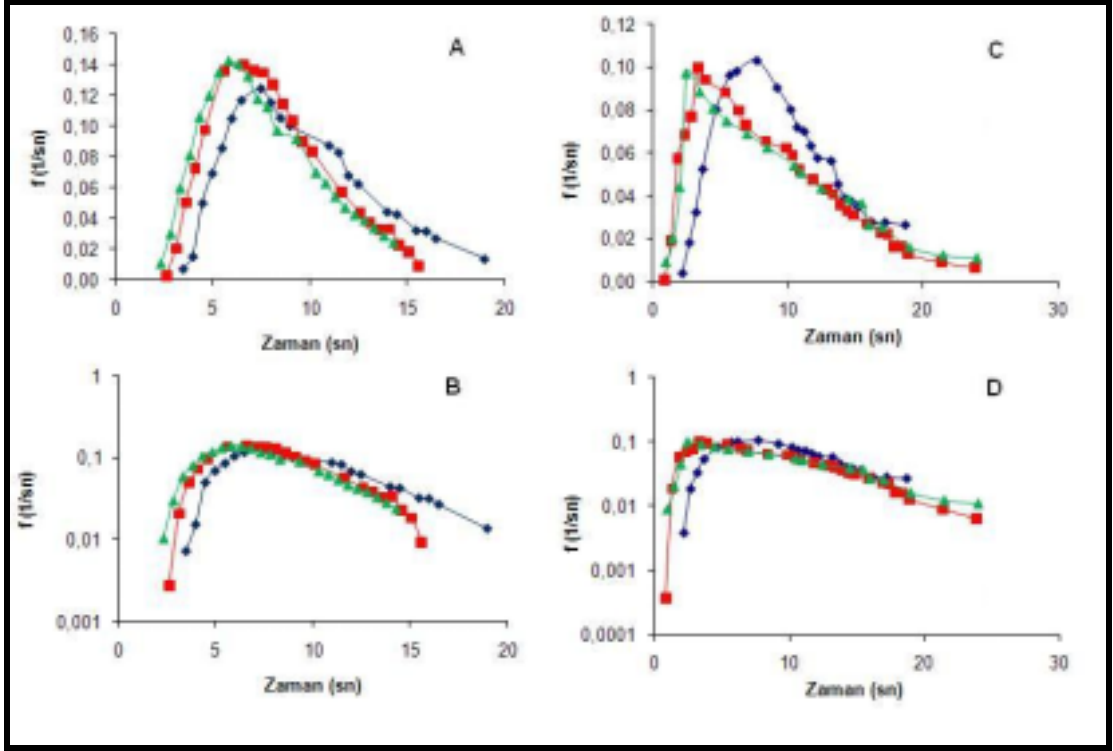 A
0,16
0,14
0,12
0,10
0,08
0,06
0,04
0,02
0,00
f (1/sn)
0 5 10 15 20
Zaman (sn)
C
0,12
0,10
0,08
0,06
0,04
0,02
0,00
f (1/sn)
0 10 20 30
Zaman (sn)
B
1
0,1
0,01
0,001
f (1/sn)
0 5 10 15 20
Zaman (sn)
D
1
0,1
0,01
0,001
0,0001
f (1/sn)
0 10 20 30
Zaman (sn)